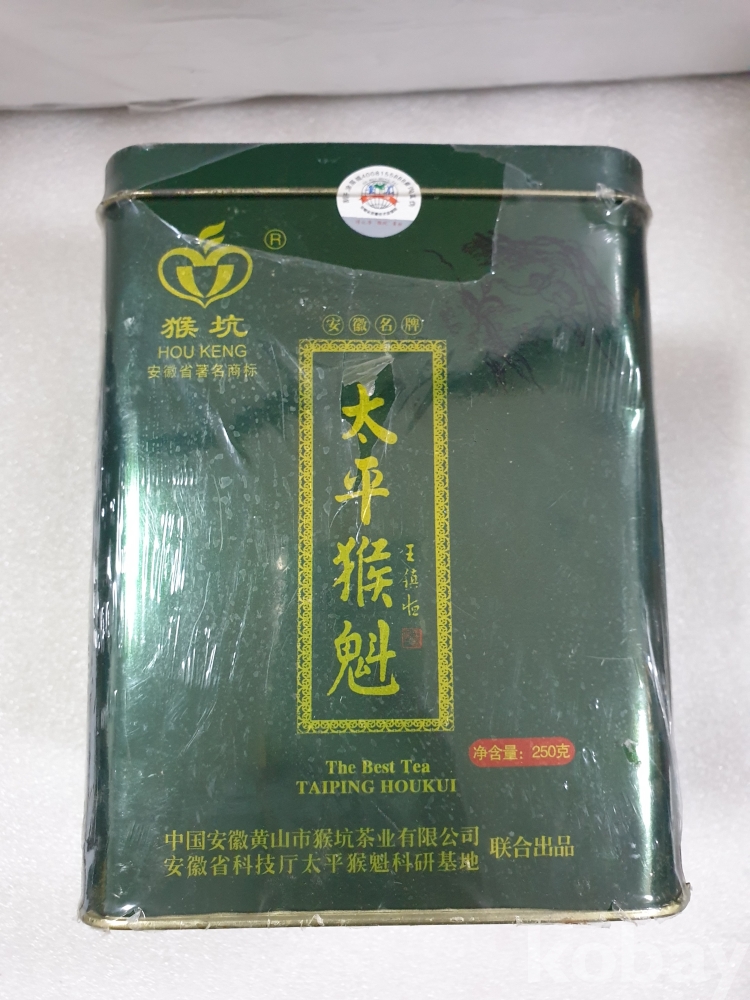 ®
猴坑
HOU KENG
安徽省著名商标
安徽名牌
太平猴魁
王镇恒
净含量：250克
The Best Tea
TAIPING HOUKUI
中国安徽黄山市猴坑茶业有限公司
安徽省科技厅太平猴魁科研基地
联合出品
kobay